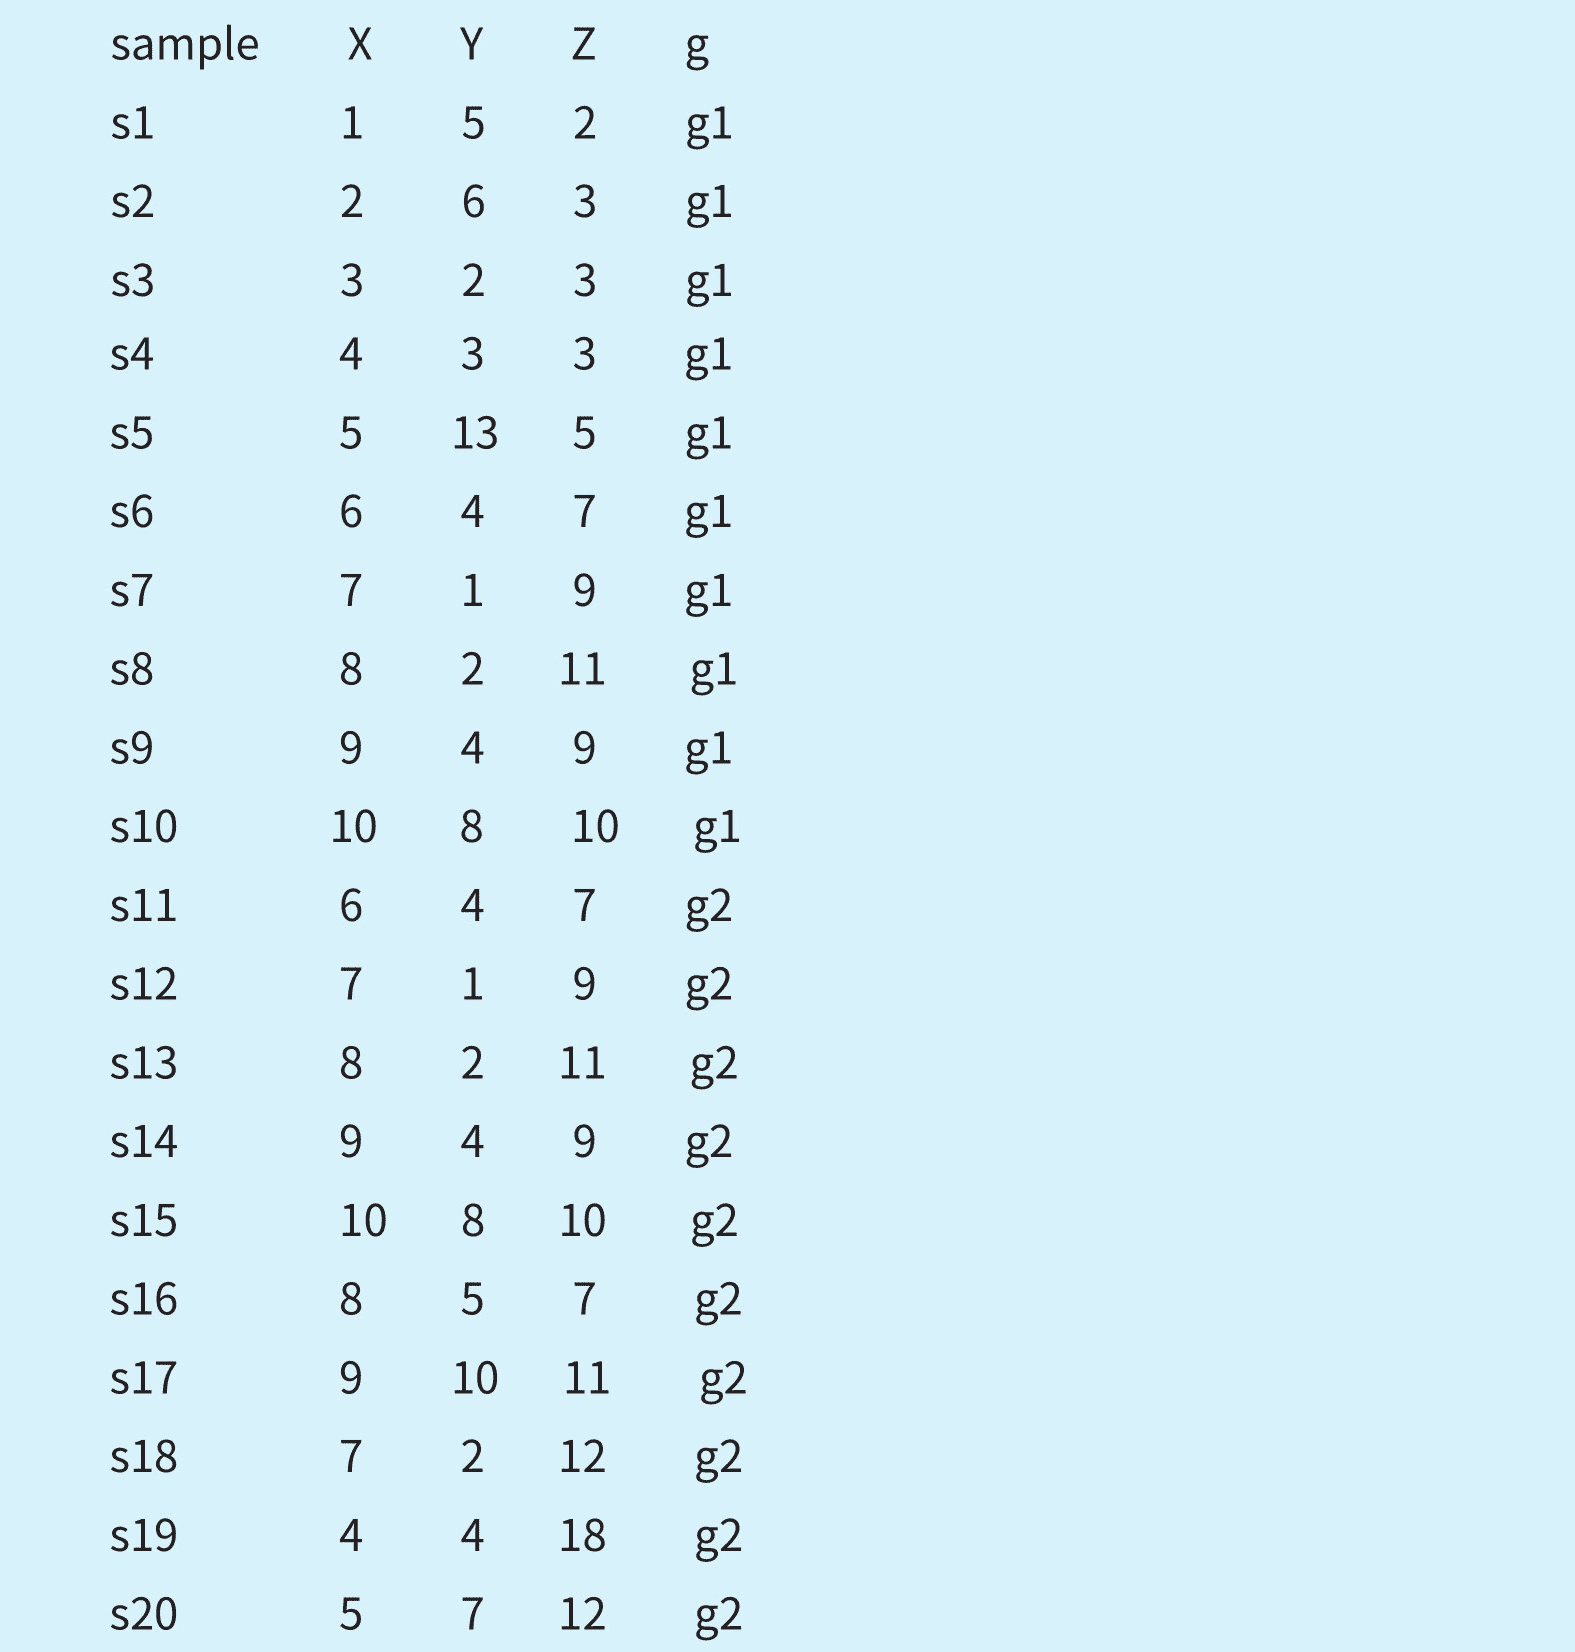 sample X Y Z g
s1 1 5 2 g1
s2 2 6 3 g1
s3 3 2 3 g1
s4 4 3 3 g1
s5 5 13 5 g1
s6 6 4 7 g1
s7 7 1 9 g1
s8 8 2 11 g1
s9 9 4 9 g1
s10 10 8 10 g1
s11 6 4 7 g2
s12 7 1 9 g2
s13 8 2 11 g2
s14 9 4 9 g2
s15 10 8 10 g2
s16 8 5 7 g2
s17 9 10 11 g2
s18 7 2 12 g2
s19 4 4 18 g2
s20 5 7 12 g2